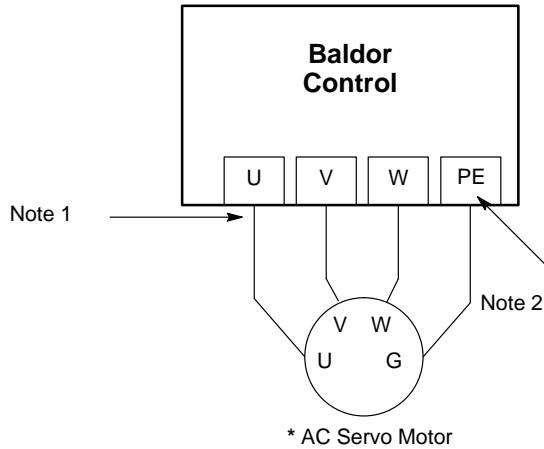 Baldor
Control
U V W PE
Note 1
Note 2
V W
U G
* AC Servo Motor